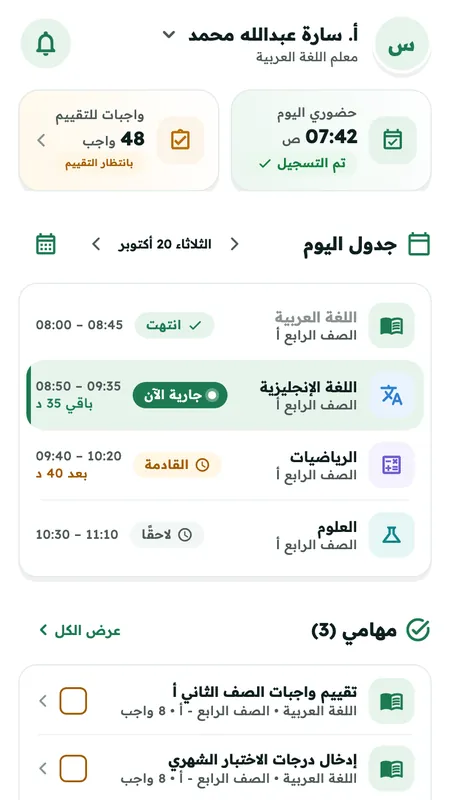 س
أ. سارة عبدالله محمد
معلم اللغة العربية
حضوري اليوم
07:42 ص
تم التسجيل
واجبات للتقييم
48 واجب
بانتظار التقييم
جدول اليوم
الثلاثاء 20 أكتوبر
اللغة العربية
الصف الرابع أ
انتهت
08:00 – 08:45
اللغة الإنجليزية
الصف الرابع أ
جارية الآن
08:50 – 09:35
باقي 35 د
الرياضيات
الصف الرابع أ
القادمة
09:40 – 10:20
بعد 40 د
العلوم
الصف الرابع أ
لاحقًا
10:30 – 11:10
مهامي (3)
عرض الكل
تقييم واجبات الصف الثاني أ
اللغة العربية • الصف الرابع - أ • 8 واجب
إدخال درجات الاختبار الشهري
اللغة العربية • الصف الرابع - أ • 8 واجب